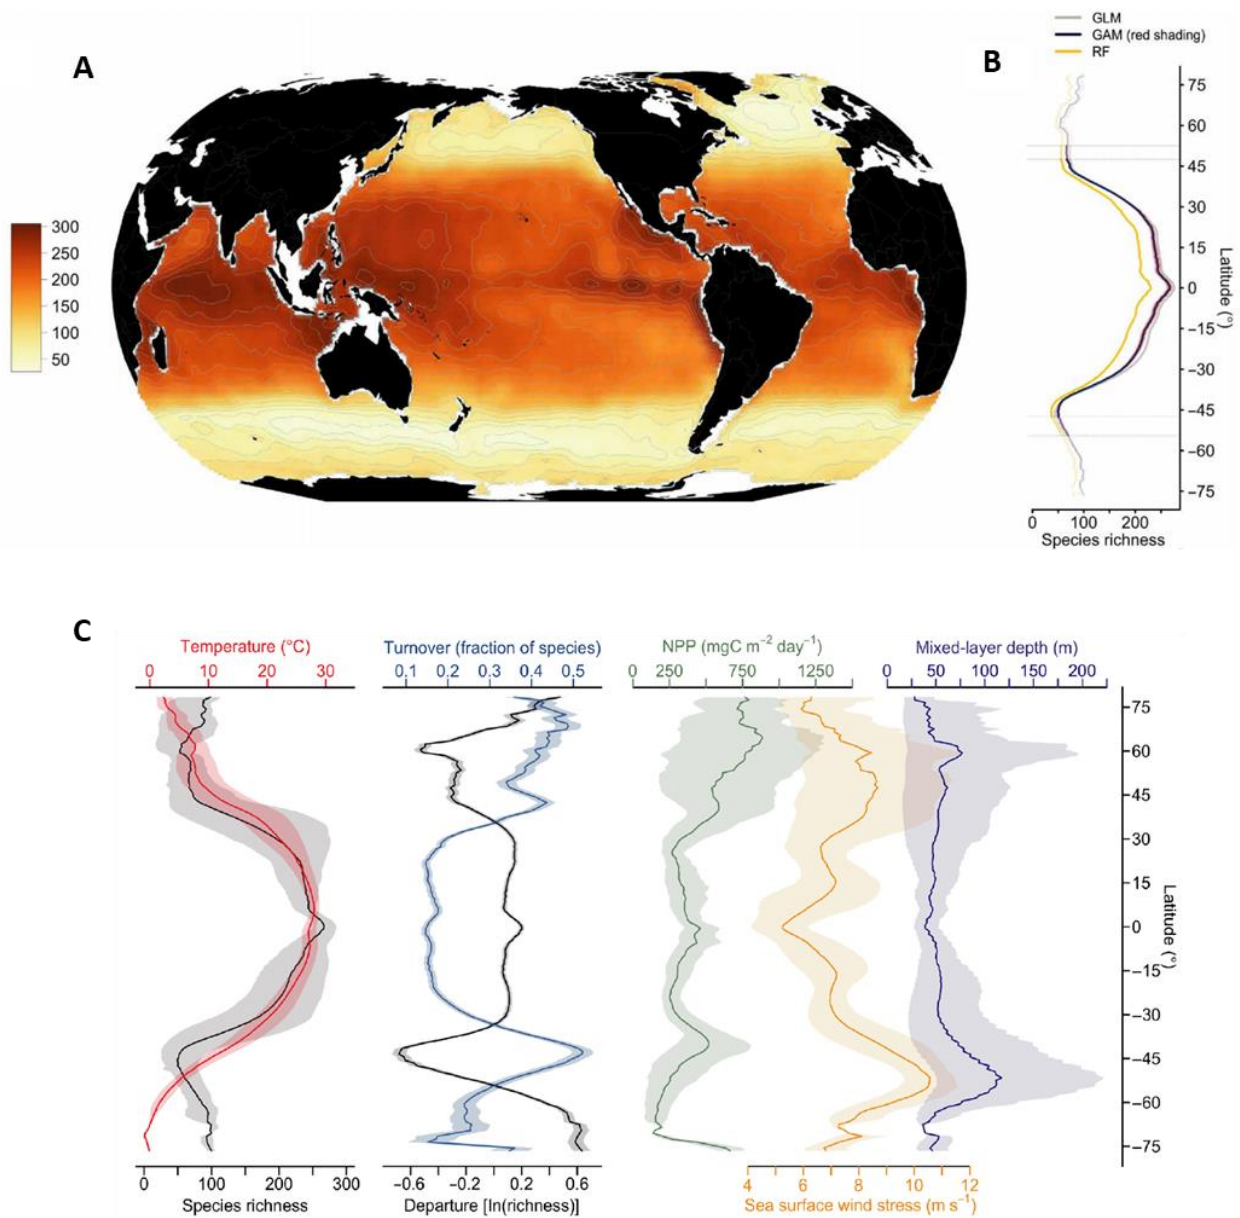 A
B
GLM
GAM (red shading)
RF
300
250
200
150
100
50
75
60
45
30
15
0
−15
−30
−45
−60
−75
Latitude (°)
0 100 200
Species richness
C
Temperature (°C)
0 10 20 30
Turnover (fraction of species)
0.1 0.2 0.3 0.4 0.5
NPP (mgC m⁻² day⁻¹)
0 250 750 1250
Mixed-layer depth (m)
0 50 100 200
75
60
45
30
15
0
−15
−30
−45
−60
−75
Latitude (°)
0 100 200 300
Species richness
−0.6 −0.2 0.2 0.6
Departure [ln(richness)]
4 6 8 10 12
Sea surface wind stress (m s⁻¹)